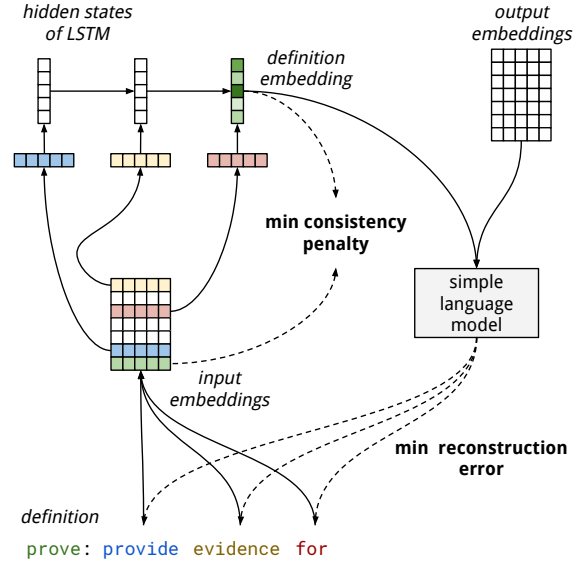 hidden states
of LSTM
output
embeddings
definition
embedding
min consistency
penalty
simple
language
model
input
embeddings
min reconstruction
error
definition
prove: provide evidence for